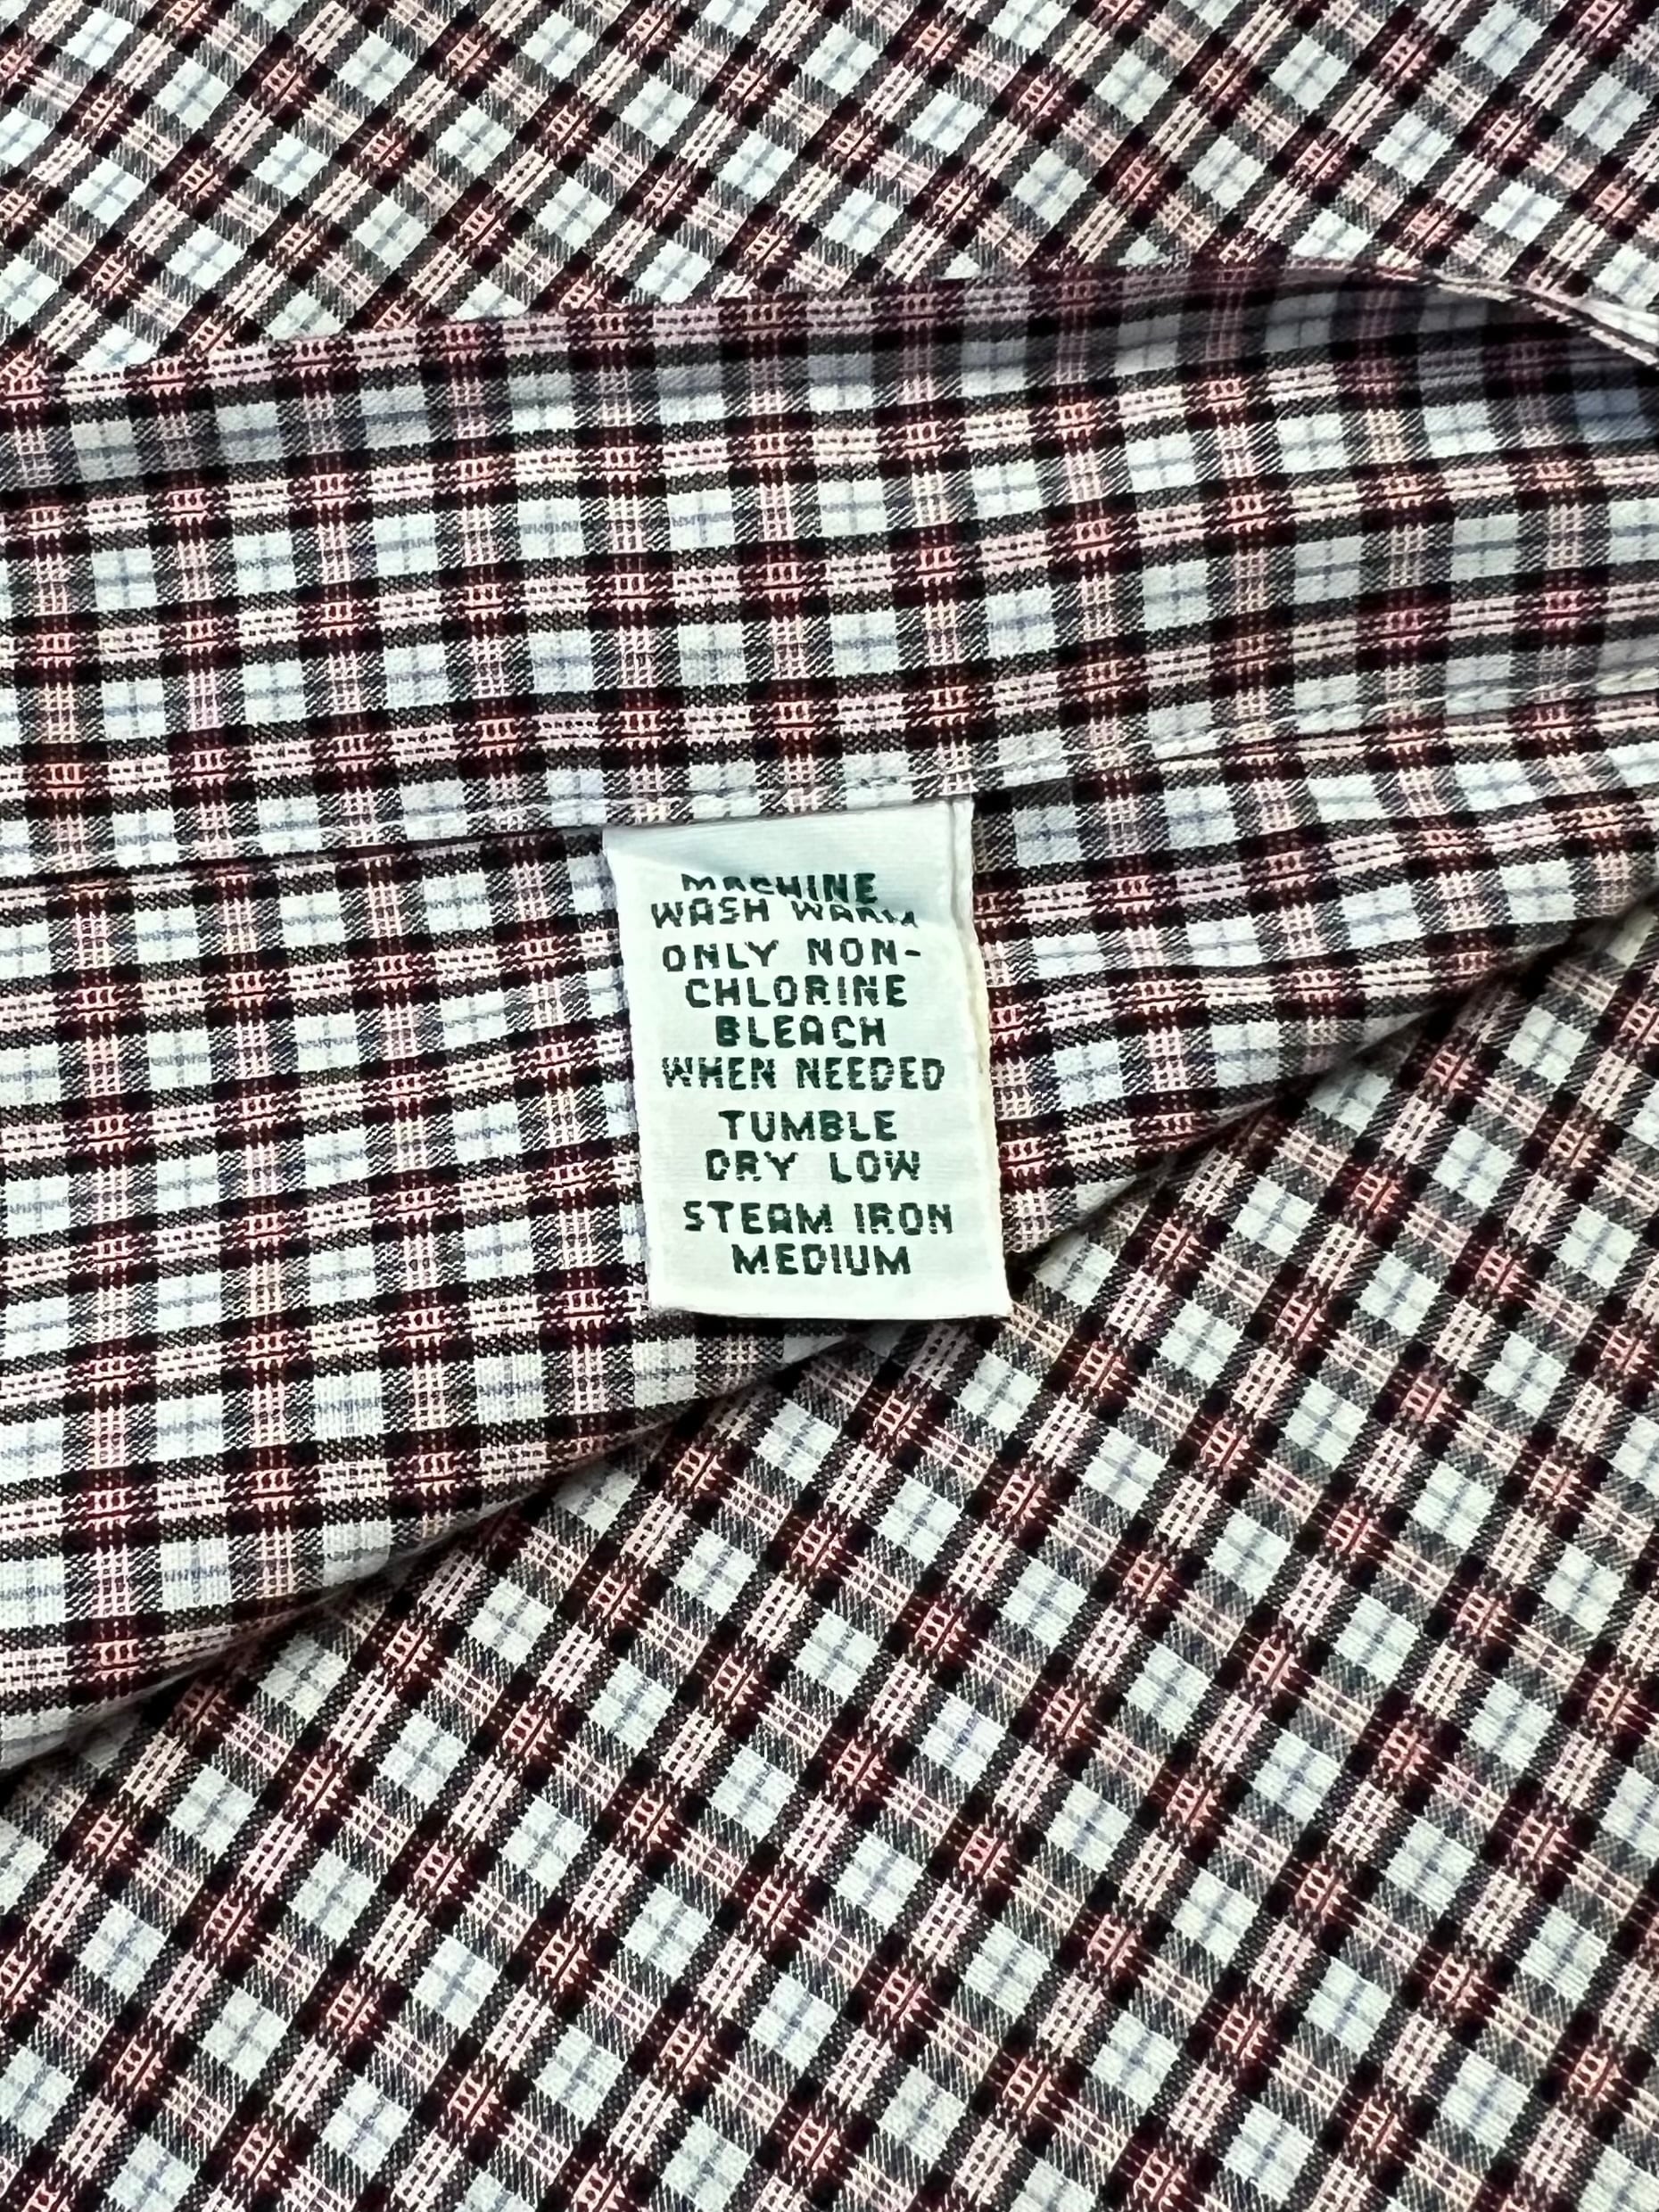 MACHINE
WASH WARM
ONLY NON-
CHLORINE
BLEACH
WHEN NEEDED
TUMBLE
DRY LOW
STEAM IRON
MEDIUM